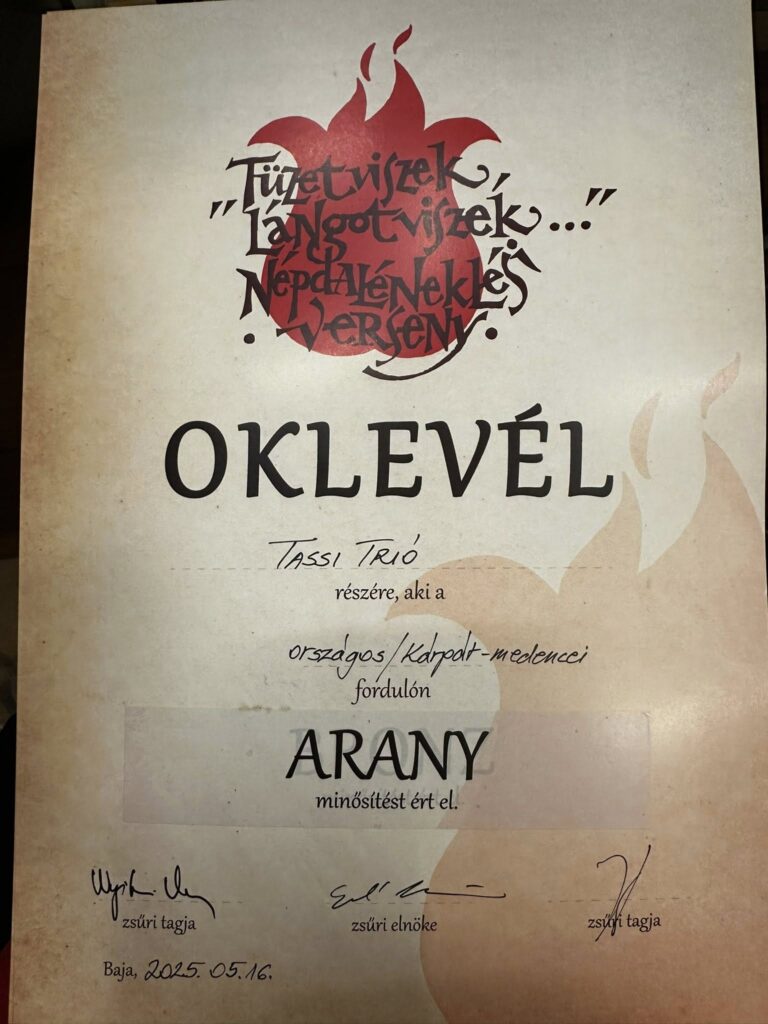 Tüzet viszek
"Lángot viszek..."
Népdaléneklési
verseny.
OKLEVÉL
TASSI TRIÓ
részére, aki a
országos/Kárpát-medencei
fordulón
ARANY
minősítést ért el.
zsűri tagja
zsűri elnöke
zsűri tagja
Baja, 2025. 05. 16.